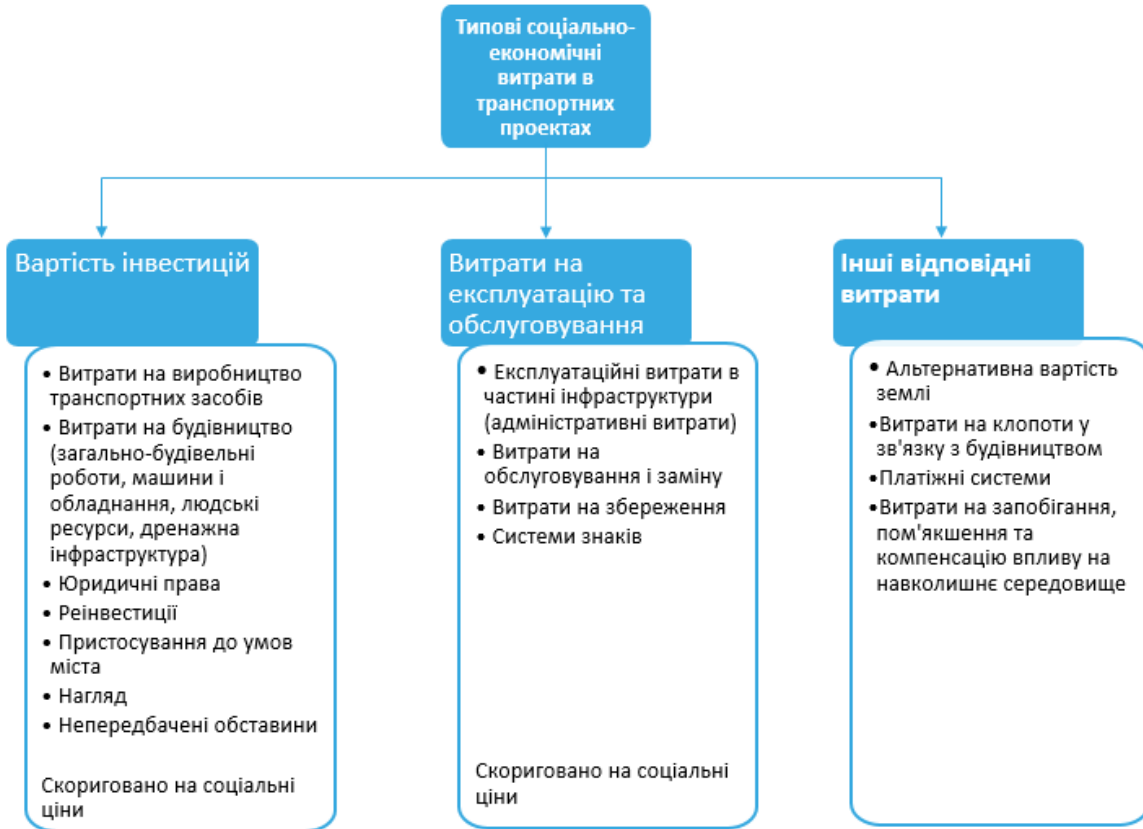 Типові соціально-
економічні
витрати в
транспортних
проектах
Вартість інвестицій
• Витрати на виробництво
транспортних засобів
• Витрати на будівництво
(загально-будівельні
роботи, машини і
обладнання, людські
ресурси, дренажна
інфраструктура)
• Юридичні права
• Реінвестиції
• Пристосування до умов
міста
• Нагляд
• Непередбачені обставини
Скориговано на соціальні
ціни
Витрати на
експлуатацію та
обслуговування
• Експлуатаційні витрати в
частині інфраструктури
(адміністративні витрати)
• Витрати на
обслуговування і заміну
• Витрати на збереження
• Системи знаків
Скориговано на соціальні
ціни
Інші відповідні
витрати
• Альтернативна вартість
землі
•Витрати на клопоти у
зв'язку з будівництвом
•Платіжні системи
•Витрати на запобігання,
пом'якшення та
компенсацію впливу на
навколишнє середовище